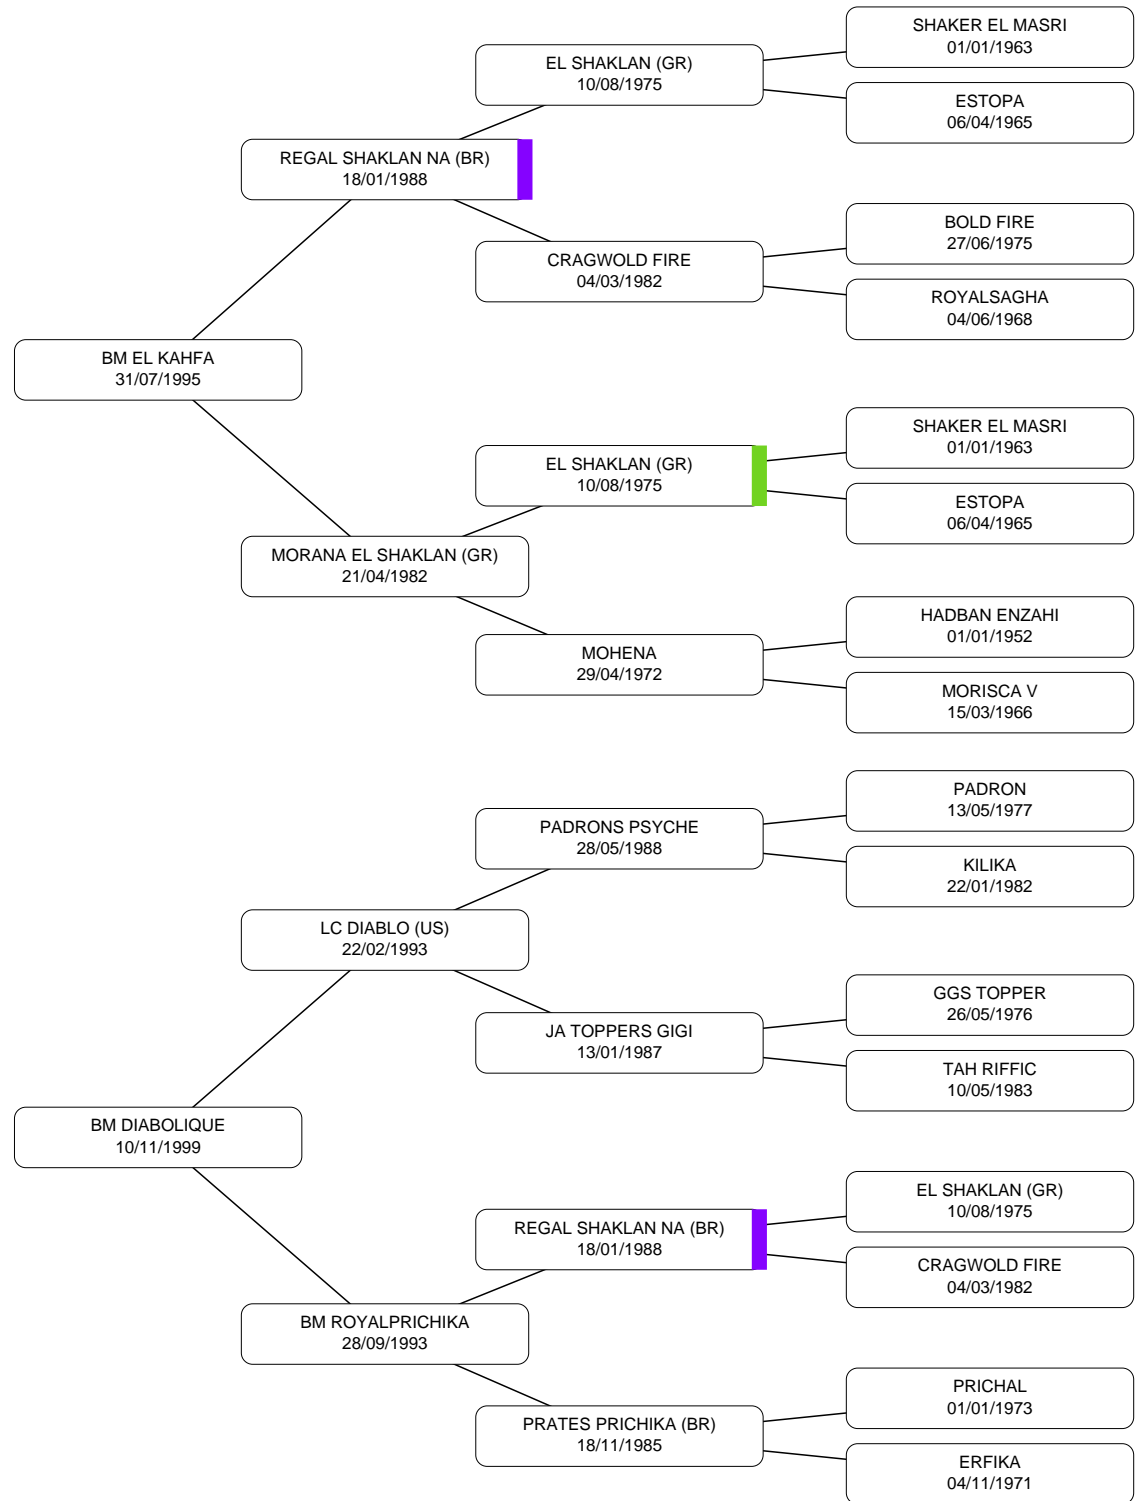 SHAKER EL MASRI
01/01/1963
EL SHAKLAN (GR)
10/08/1975
ESTOPA
06/04/1965
REGAL SHAKLAN NA (BR)
18/01/1988
BOLD FIRE
27/06/1975
CRAGWOLD FIRE
04/03/1982
ROYALSAGHA
04/06/1968
BM EL KAHFA
31/07/1995
SHAKER EL MASRI
01/01/1963
EL SHAKLAN (GR)
10/08/1975
ESTOPA
06/04/1965
MORANA EL SHAKLAN (GR)
21/04/1982
HADBAN ENZAHI
01/01/1952
MOHENA
29/04/1972
MORISCA V
15/03/1966
PADRON
13/05/1977
PADRONS PSYCHE
28/05/1988
KILIKA
22/01/1982
LC DIABLO (US)
22/02/1993
GGS TOPPER
26/05/1976
JA TOPPERS GIGI
13/01/1987
TAH RIFFIC
10/05/1983
BM DIABOLIQUE
10/11/1999
EL SHAKLAN (GR)
10/08/1975
REGAL SHAKLAN NA (BR)
18/01/1988
CRAGWOLD FIRE
04/03/1982
BM ROYALPRICHIKA
28/09/1993
PRICHAL
01/01/1973
PRATES PRICHIKA (BR)
18/11/1985
ERFIKA
04/11/1971